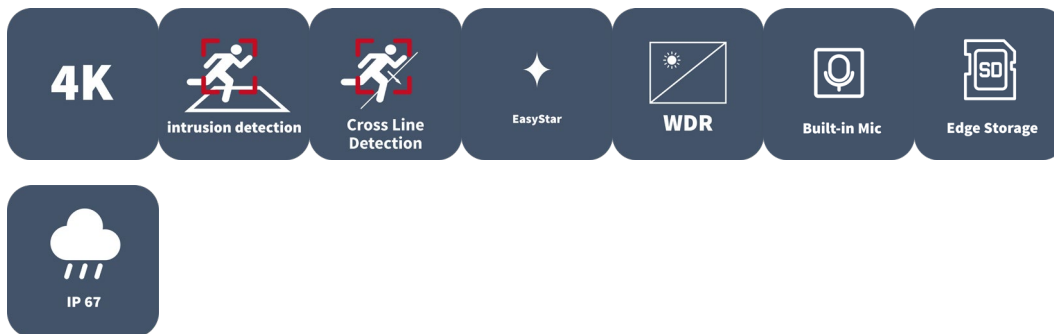 4K
intrusion detection
Cross Line
Detection
EasyStar
WDR
Built-in Mic
SD
Edge Storage
IP 67